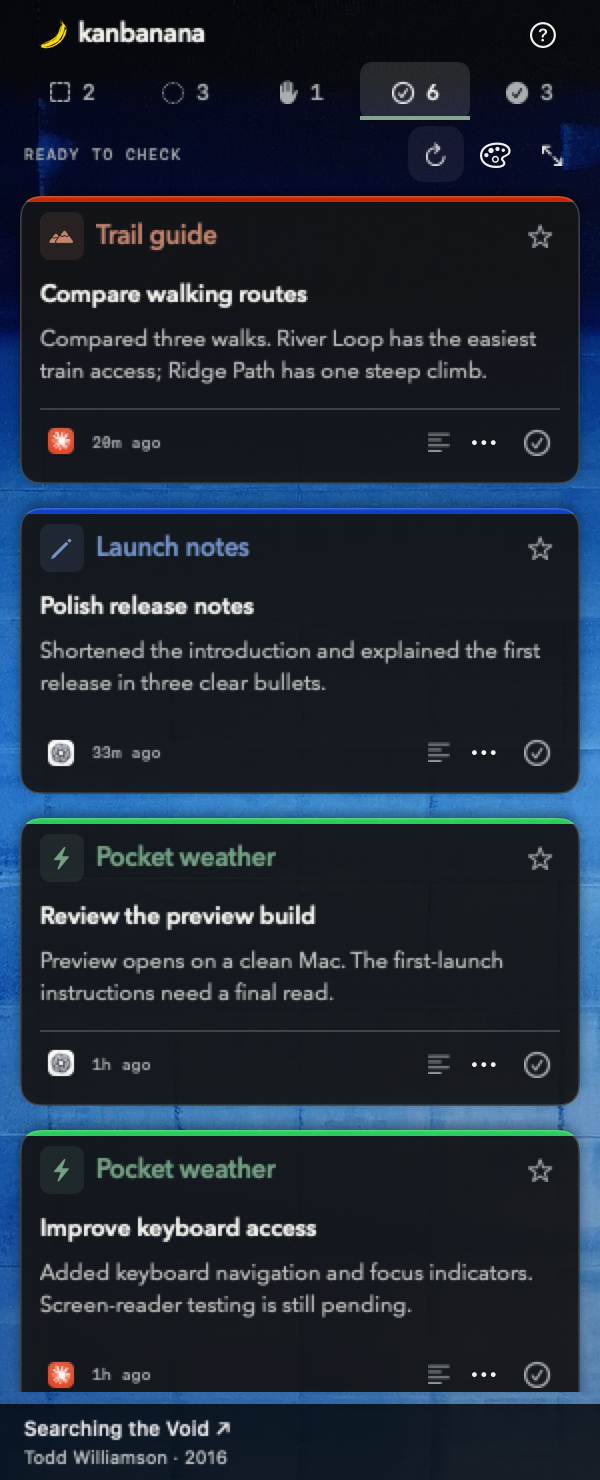 kanbanana
2
3
1
6
3
READY TO CHECK
Trail guide
Compare walking routes
Compared three walks. River Loop has the easiest
train access; Ridge Path has one steep climb.
20m ago
Launch notes
Polish release notes
Shortened the introduction and explained the first
release in three clear bullets.
33m ago
Pocket weather
Review the preview build
Preview opens on a clean Mac. The first-launch
instructions need a final read.
1h ago
Pocket weather
Improve keyboard access
Added keyboard navigation and focus indicators.
Screen-reader testing is still pending.
1h ago
Searching the Void ↗
Todd Williamson · 2016